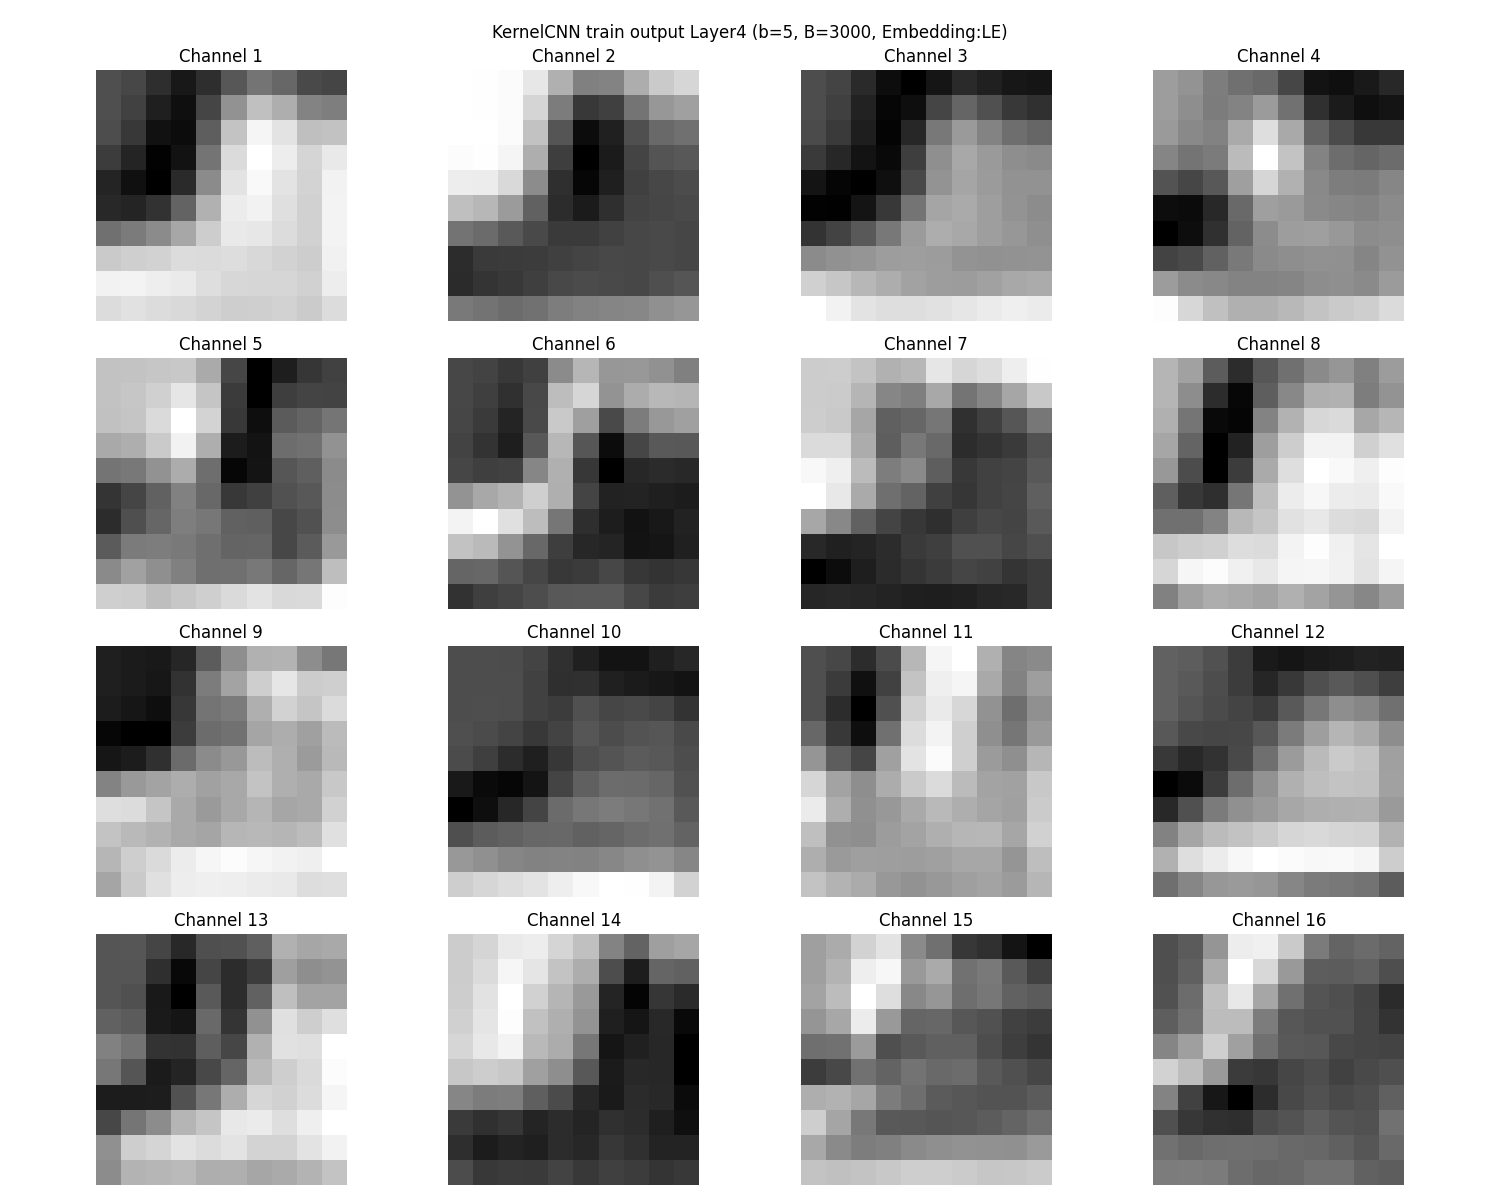 KernelCNN train output Layer4 (b=5, B=3000, Embedding:LE)
Channel 1 Channel 2 Channel 3 Channel 4
Channel 5 Channel 6 Channel 7 Channel 8
Channel 9 Channel 10 Channel 11 Channel 12
Channel 13 Channel 14 Channel 15 Channel 16